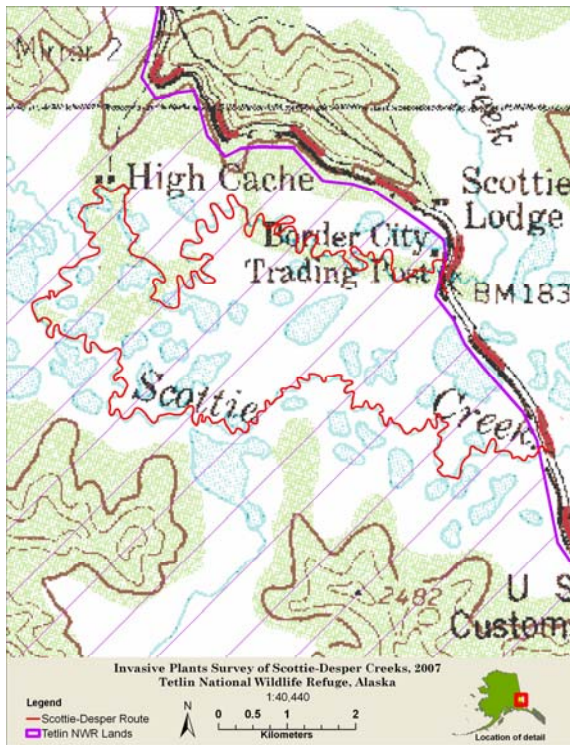 Mirror 2
Creek
High Cache
Scottie
Lodge
Border City
Trading Post
BM183
Scottie
Creek
2482
U S
Custom
Invasive Plants Survey of Scottie-Desper Creeks, 2007
Tetlin National Wildlife Refuge, Alaska
1:40,440
Legend
Scottie-Desper Route
Tetlin NWR Lands
N
0 0.5 1 2
Kilometers
Location of detail